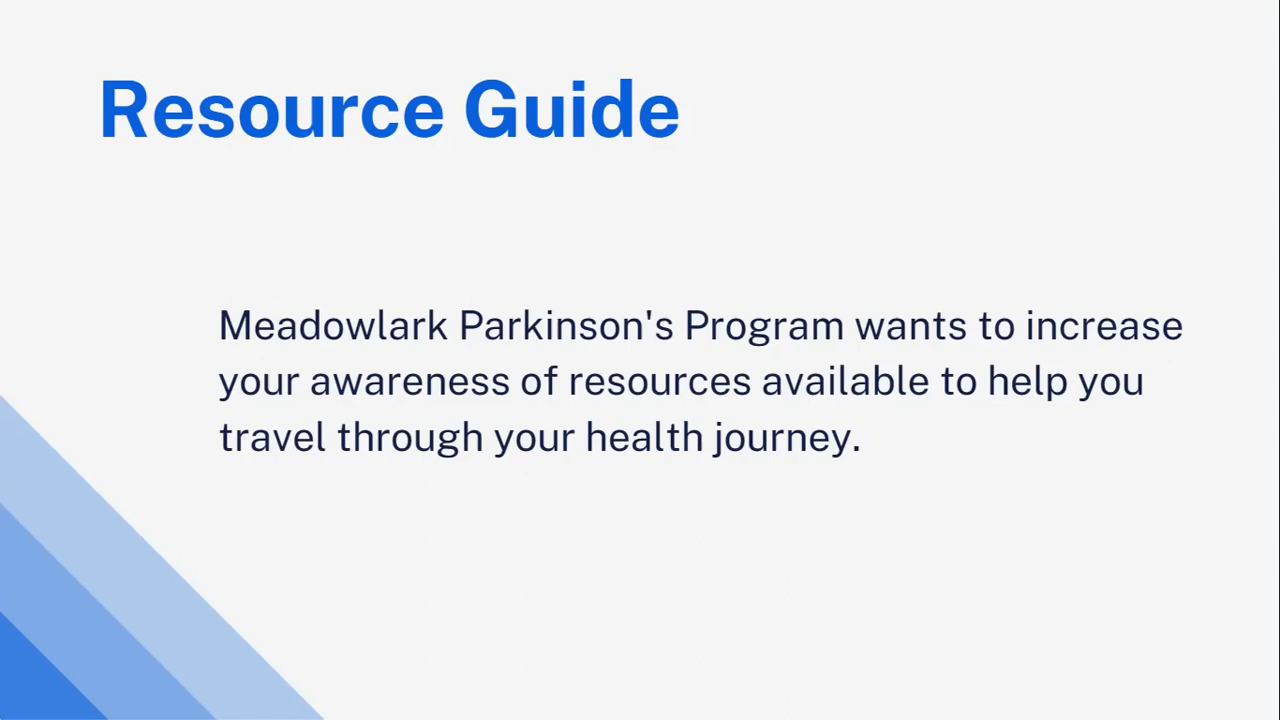 Resource Guide
Meadowlark Parkinson's Program wants to increase
your awareness of resources available to help you
travel through your health journey.